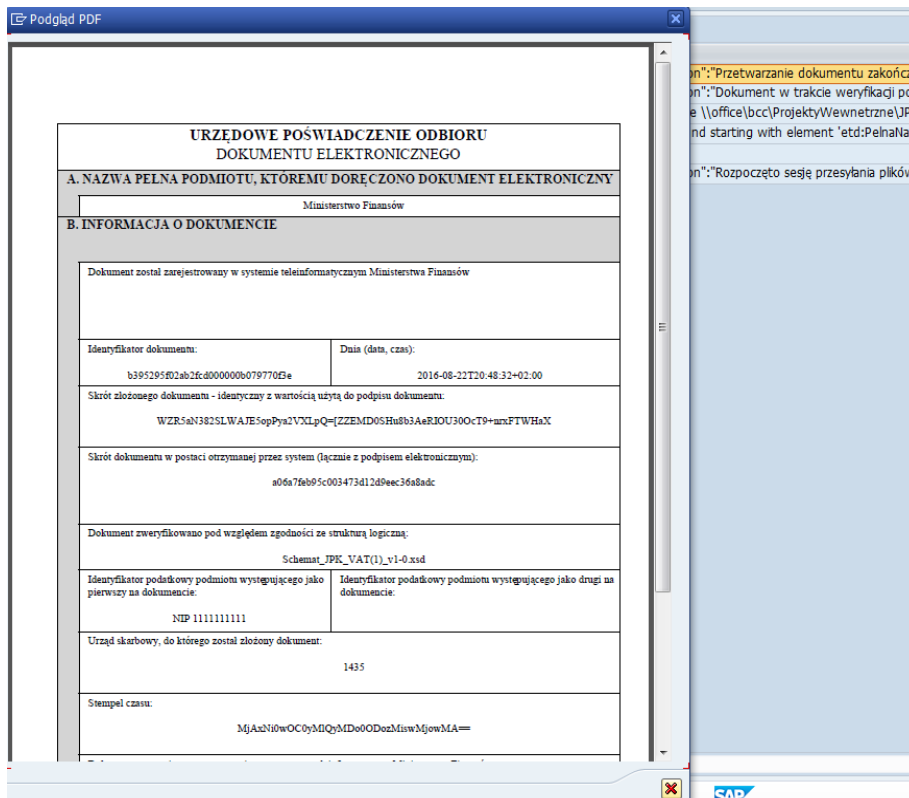 Podgląd PDF
URZĘDOWE POŚWIADCZENIE ODBIORU
DOKUMENTU ELEKTRONICZNEGO
A. NAZWA PEŁNA PODMIOTU, KTÓREMU DORĘCZONO DOKUMENT ELEKTRONICZNY
Ministerstwo Finansów
B. INFORMACJA O DOKUMENCIE
Dokument został zarejestrowany w systemie teleinformatycznym Ministerstwa Finansów
Identyfikator dokumentu:
b395295f02ab2fcd000000b079770f3e
Dnia (data, czas):
2016-08-22T20:48:32+02:00
Skrót złożonego dokumentu - identyczny z wartością użytą do podpisu dokumentu:
WZR5aN382SLWAJE5opPya2VXLpQ=[ZZEMD0SHu8b3AeRIOU30OcT9+nrxFTWHaX
Skrót dokumentu w postaci otrzymanej przez system (łącznie z podpisem elektronicznym):
a06a7feb95c003473d12d9eec36a8adc
Dokument zweryfikowano pod względem zgodności ze strukturą logiczną:
Schemat_JPK_VAT(1)_v1-0.xsd
Identyfikator podatkowy podmiotu występującego jako
pierwszy na dokumencie:
NIP 1111111111
Identyfikator podatkowy podmiotu występującego jako drugi na
dokumencie:
Urząd skarbowy, do którego został złożony dokument:
1435
Stempel czasu:
MjAxNi0wOC0yMlQyMDo0ODozMiswMjowMA==
on":"Przetwarzanie dokumentu zakończ
on":"Dokument w trakcie weryfikacji po
e \\office\bcc\ProjektyWewnetrzne\JP
nd starting with element 'etd:PelnaNa
on":"Rozpoczęto sesję przesyłania plikóv
SAP